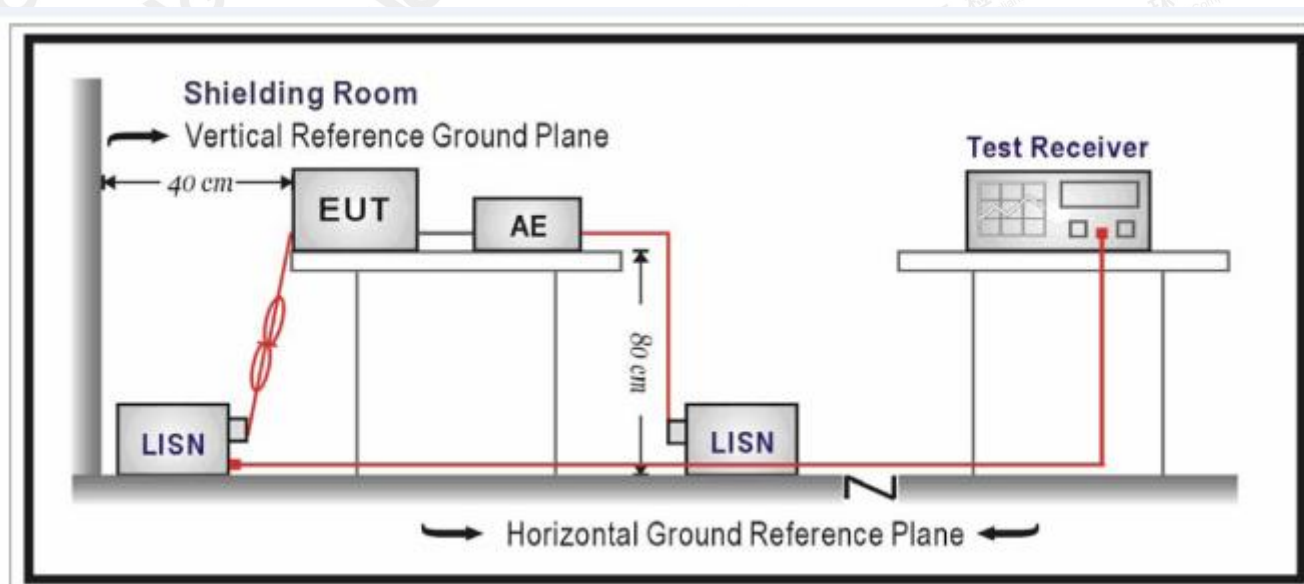 Shielding Room
Vertical Reference Ground Plane
40 cm
EUT
AE
Test Receiver
80 cm
LISN
LISN
Horizontal Ground Reference Plane